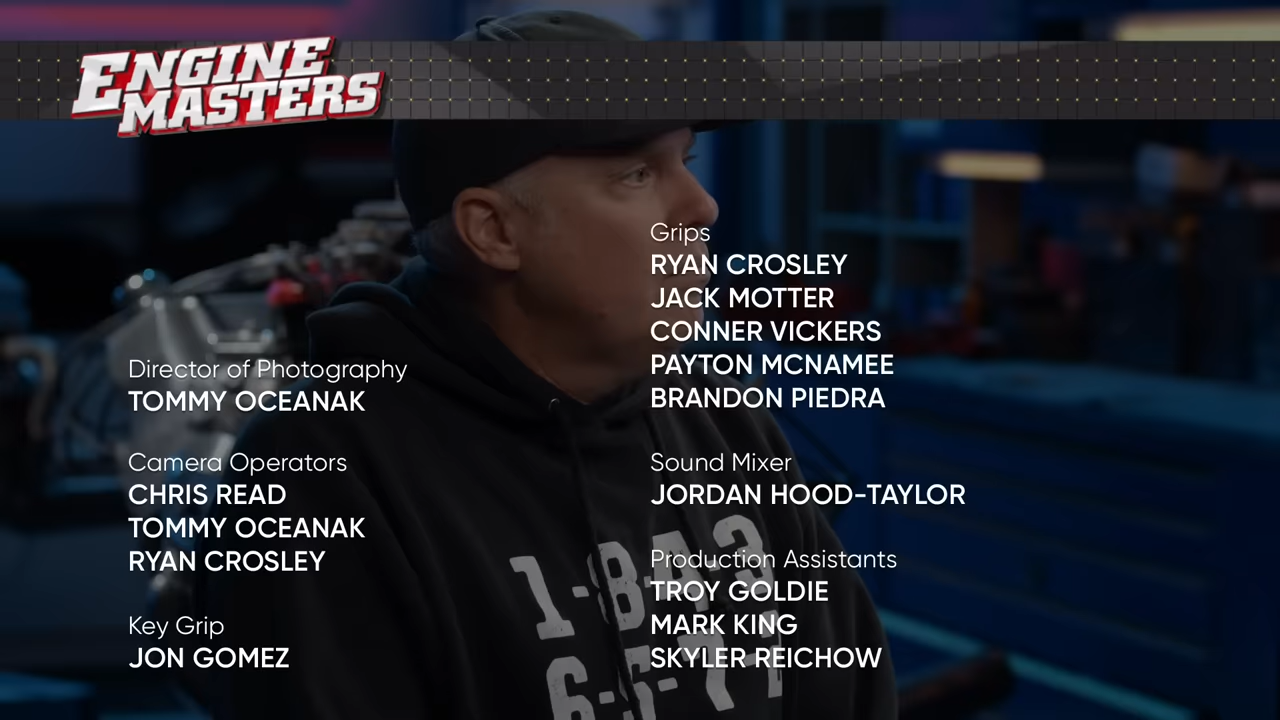 ENGINE
MASTERS
Director of Photography
TOMMY OCEANAK
Camera Operators
CHRIS READ
TOMMY OCEANAK
RYAN CROSLEY
Key Grip
JON GOMEZ
Grips
RYAN CROSLEY
JACK MOTTER
CONNER VICKERS
PAYTON MCNAMEE
BRANDON PIEDRA
Sound Mixer
JORDAN HOOD-TAYLOR
Production Assistants
TROY GOLDIE
MARK KING
SKYLER REICHOW